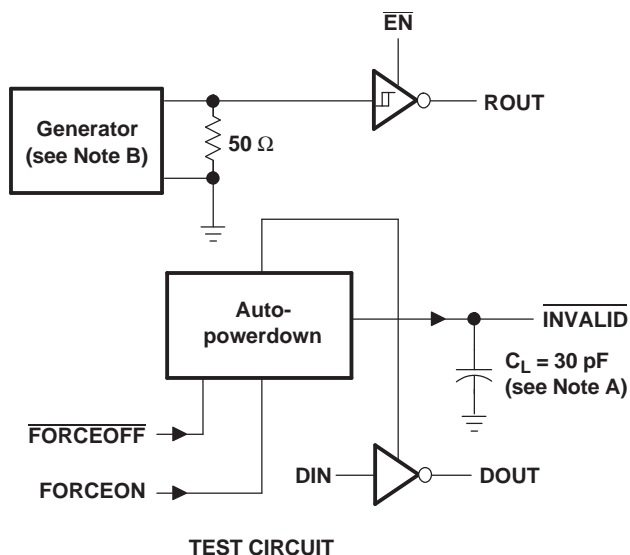 EN
ROUT
Generator
(see Note B)
50 Ω
Auto-
powerdown
INVALID
CL = 30 pF
(see Note A)
FORCEOFF
FORCEON
DIN
DOUT
TEST CIRCUIT